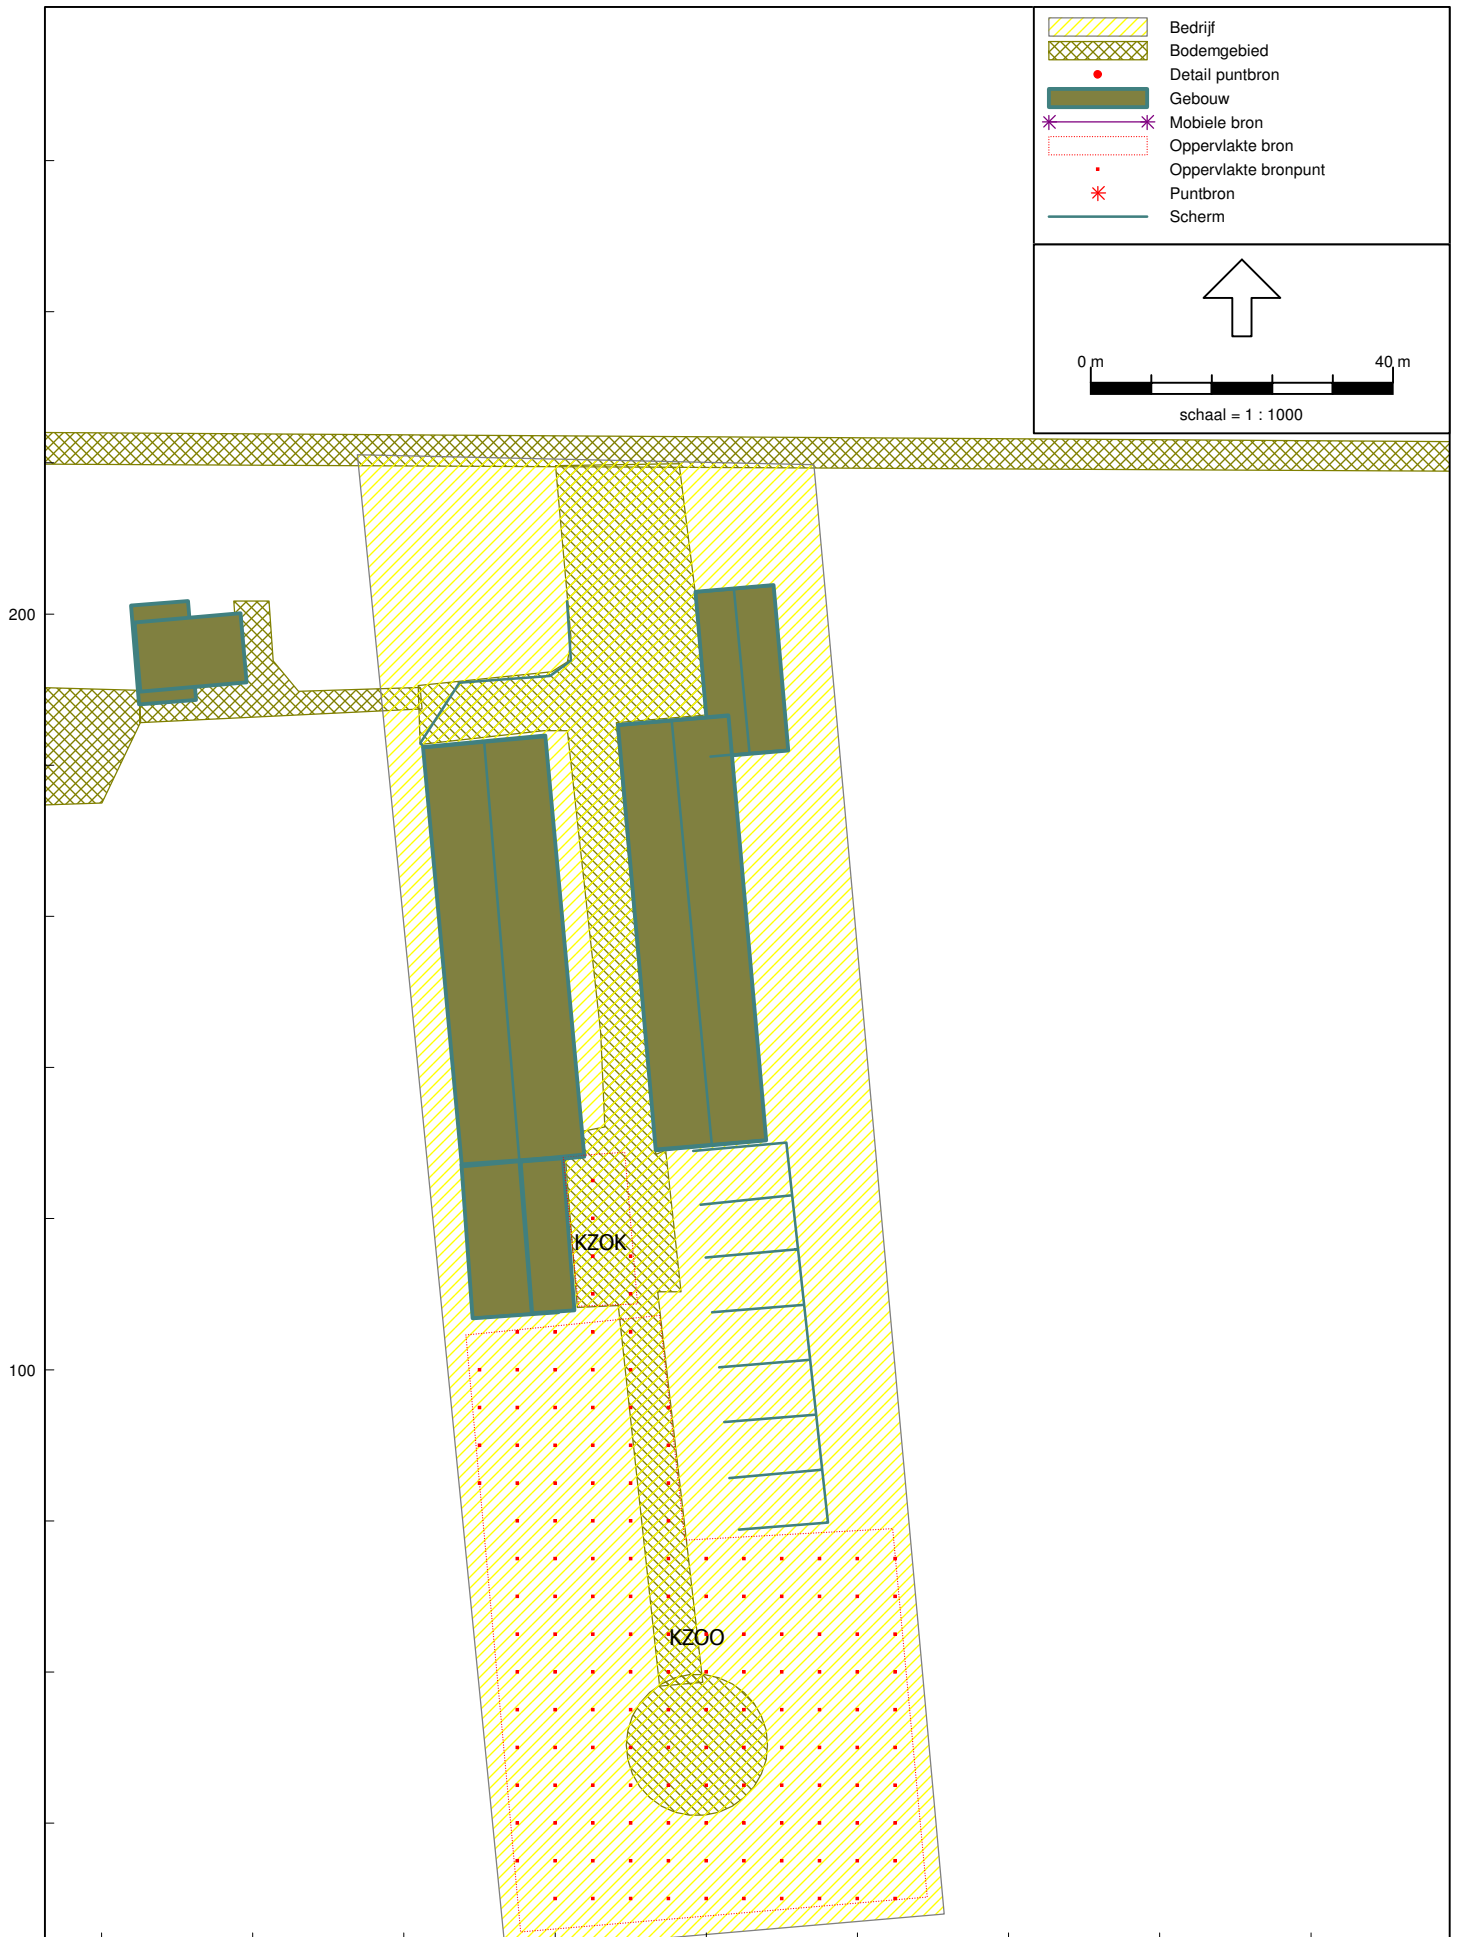 Bedrijf
Bodemgebied
Detail puntbron
Gebouw
Mobiele bron
Oppervlakte bron
Oppervlakte bronpunt
Puntbron
Scherm
0 m
40 m
schaal = 1 : 1000
200
KZOK
100
KZOO